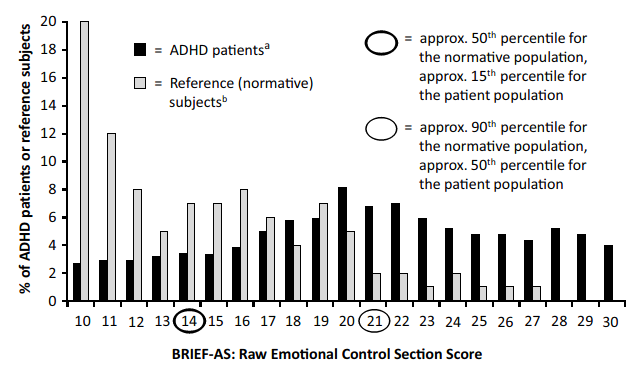 20
18
16
14
12
10
8
6
4
2
0
% of ADHD patients or reference subjects
= ADHD patientsᵃ
= Reference (normative)
subjectsᵇ
= approx. 50ᵗʰ percentile for
the normative population,
approx. 15ᵗʰ percentile for
the patient population
= approx. 90ᵗʰ percentile for
the normative population,
approx. 50ᵗʰ percentile for
the patient population
10 11 12 13 14 15 16 17 18 19 20 21 22 23 24 25 26 27 28 29 30
BRIEF-AS: Raw Emotional Control Section Score